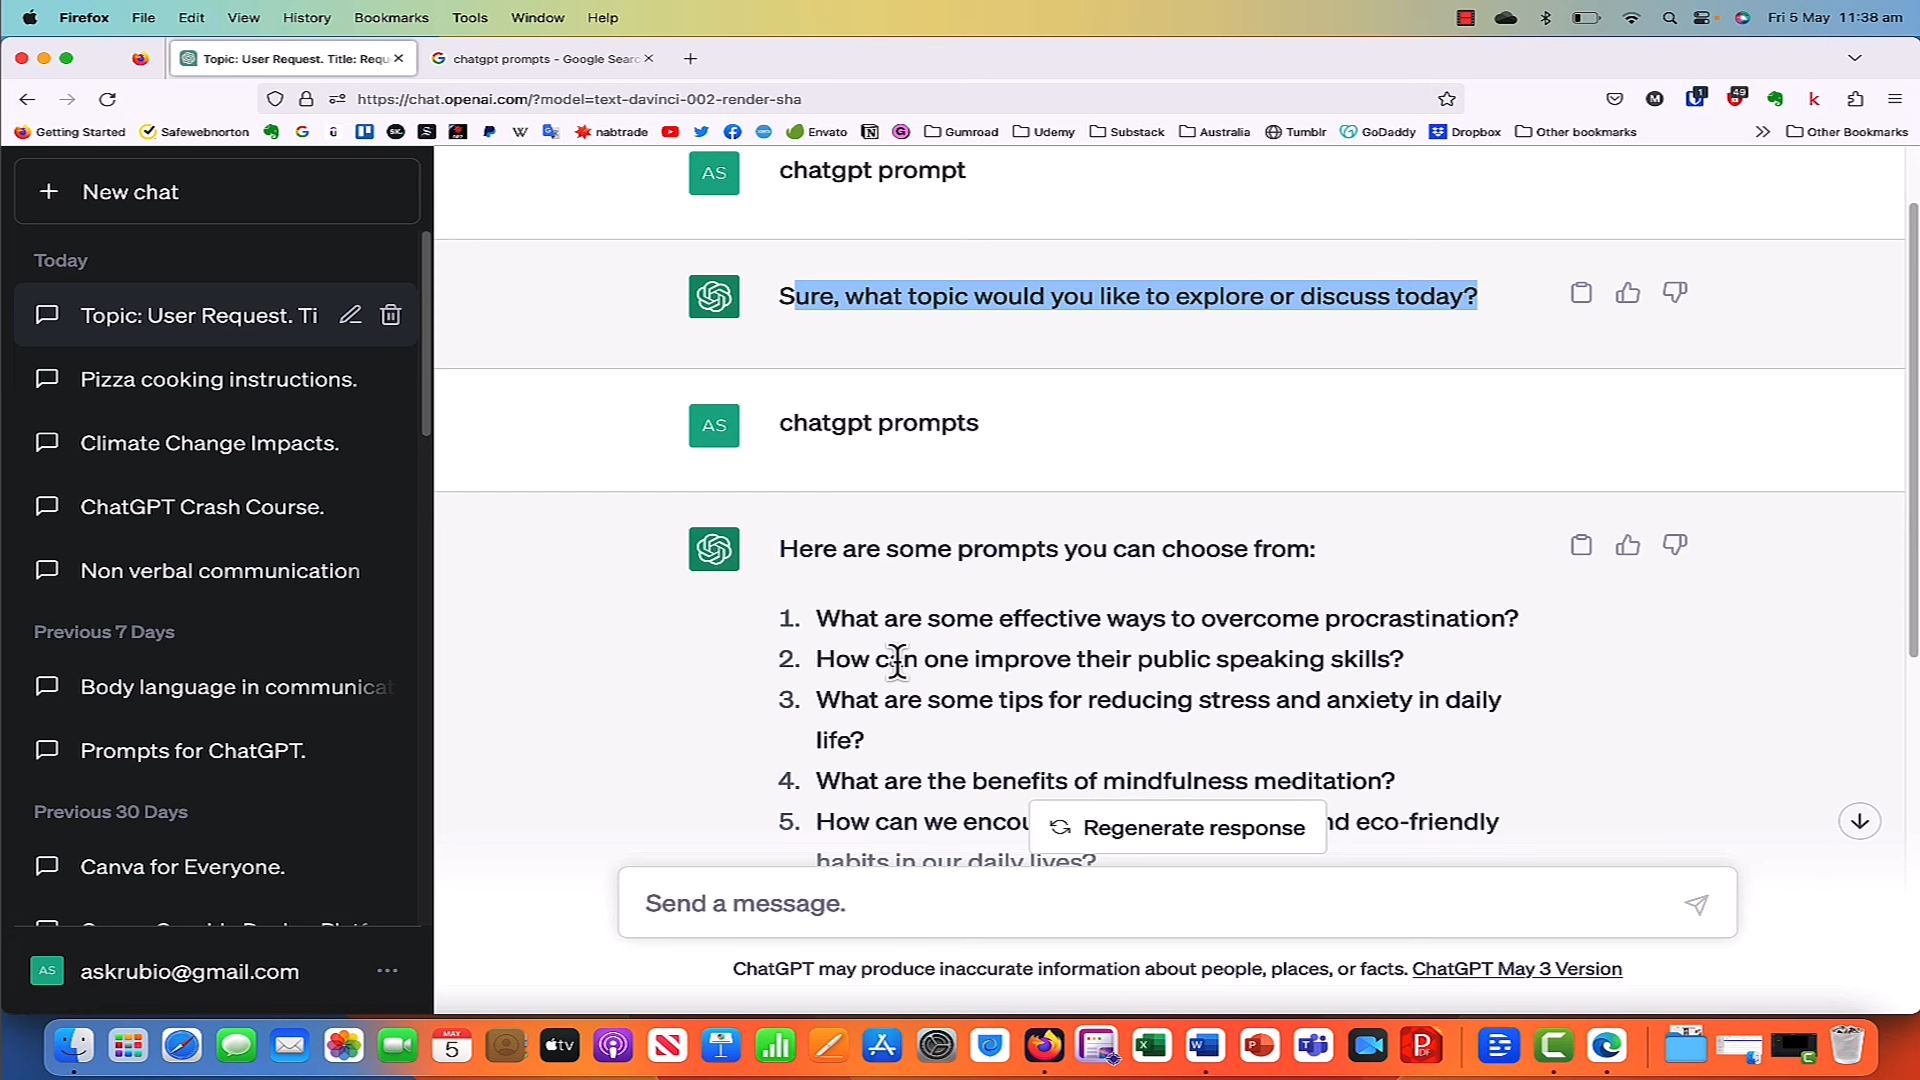 Firefox File Edit View History Bookmarks Tools Window Help Fri 5 May 11:38 am
Topic: User Request. Title: Requ
chatgpt prompts - Google Searc
https://chat.openai.com/?model=text-davinci-002-render-sha
1
49
Getting Started Safewebnorton nabtrade Envato Gumroad Udemy Substack Australia Tumblr GoDaddy Dropbox Other bookmarks Other Bookmarks
New chat
Today
Topic: User Request. Ti
Pizza cooking instructions.
Climate Change Impacts.
ChatGPT Crash Course.
Non verbal communication
Previous 7 Days
Body language in communicat
Prompts for ChatGPT.
Previous 30 Days
Canva for Everyone.
AS askrubio@gmail.com
AS chatgpt prompt
Sure, what topic would you like to explore or discuss today?
AS chatgpt prompts
Here are some prompts you can choose from:
1. What are some effective ways to overcome procrastination?
2. How can one improve their public speaking skills?
3. What are some tips for reducing stress and anxiety in daily
life?
4. What are the benefits of mindfulness meditation?
5. How can we encou nd eco-friendly
habits in our daily lives?
Regenerate response
Send a message.
ChatGPT may produce inaccurate information about people, places, or facts. ChatGPT May 3 Version
MAY
5
tv